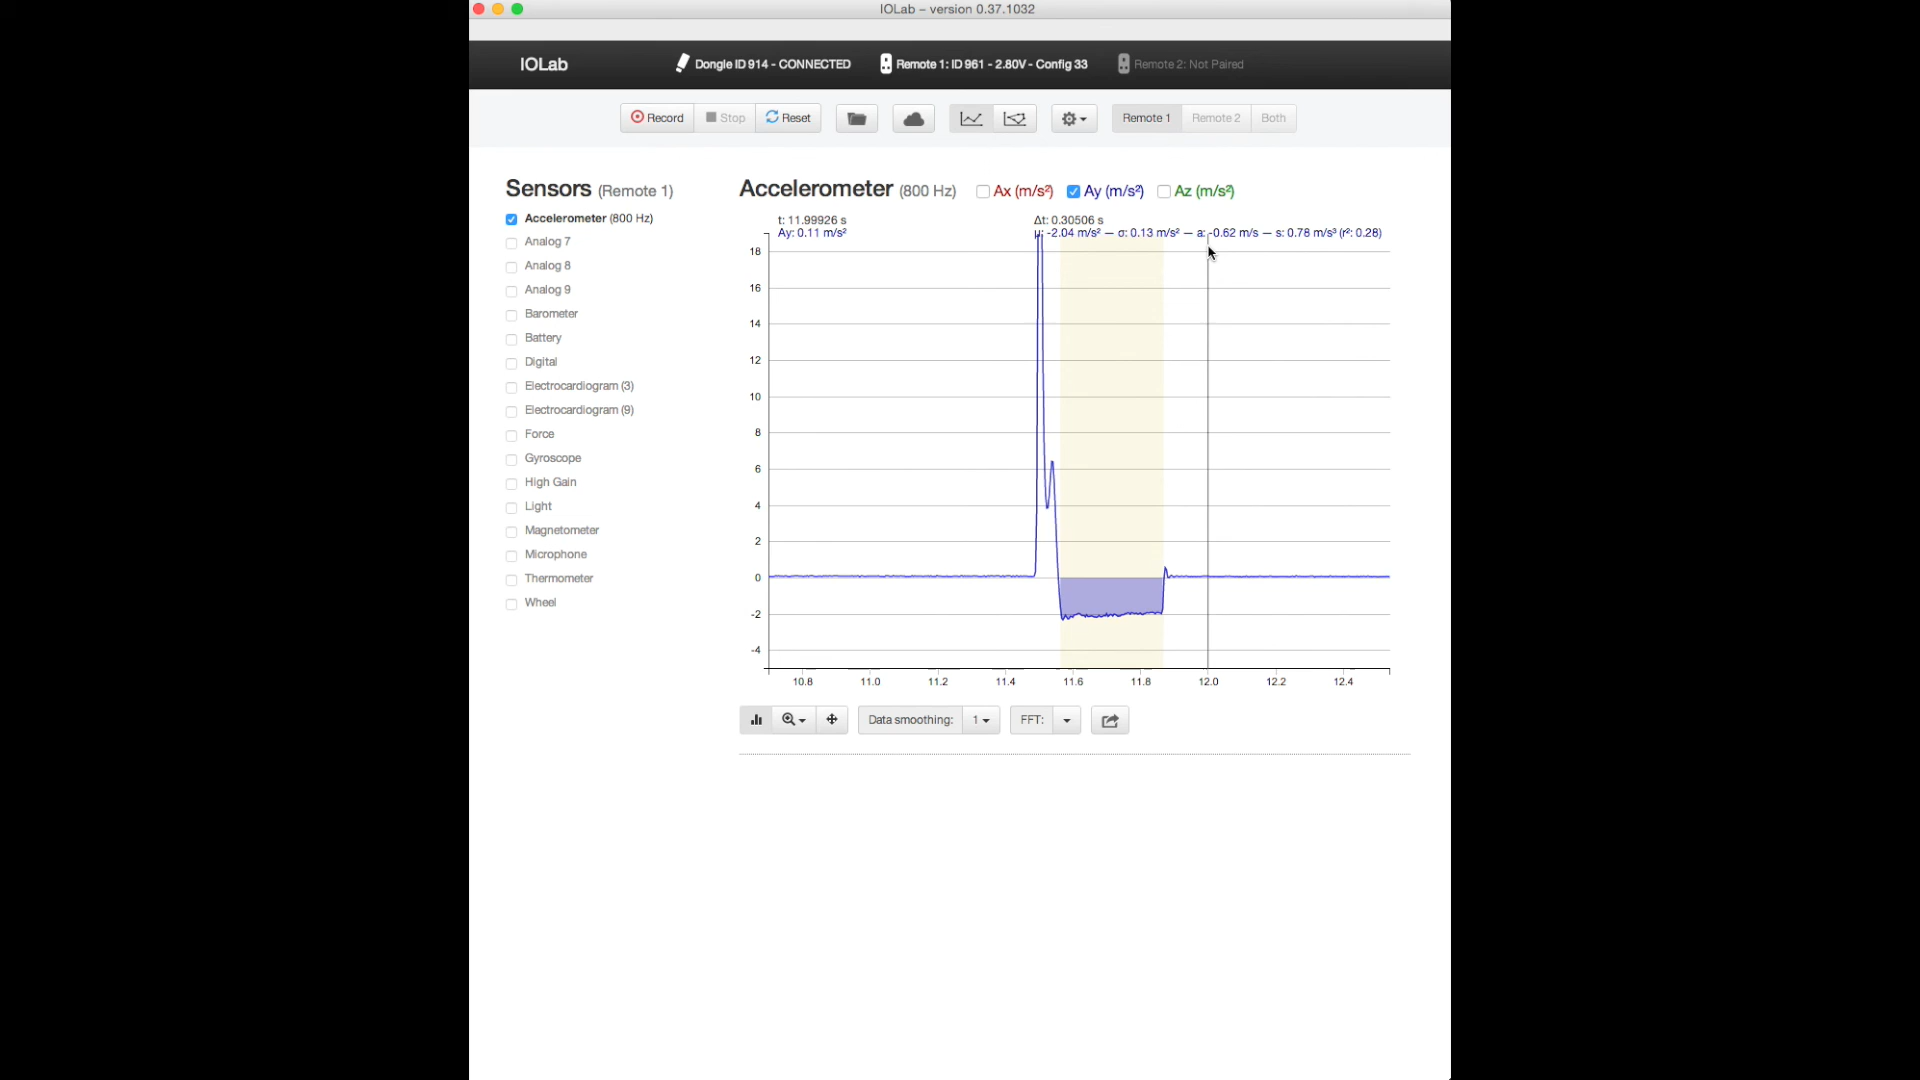 IOLab – version 0.37.1032
IOLab
Dongle ID 914 - CONNECTED
Remote 1: ID 961 - 2.80V - Config 33
Remote 2: Not Paired
Record
Stop
Reset
Remote 1
Remote 2
Both
Sensors (Remote 1)
Accelerometer (800 Hz)
Analog 7
Analog 8
Analog 9
Barometer
Battery
Digital
Electrocardiogram (3)
Electrocardiogram (9)
Force
Gyroscope
High Gain
Light
Magnetometer
Microphone
Thermometer
Wheel
Accelerometer (800 Hz)
Ax (m/s²)
Ay (m/s²)
Az (m/s²)
t: 11.99926 s
Ay: 0.11 m/s²
Δt: 0.30506 s
μ: -2.04 m/s² — σ: 0.13 m/s² — a: -0.62 m/s — s: 0.78 m/s³ (r²: 0.28)
18
16
14
12
10
8
6
4
2
0
-2
-4
10.8
11.0
11.2
11.4
11.6
11.8
12.0
12.2
12.4
Data smoothing:
1
FFT: